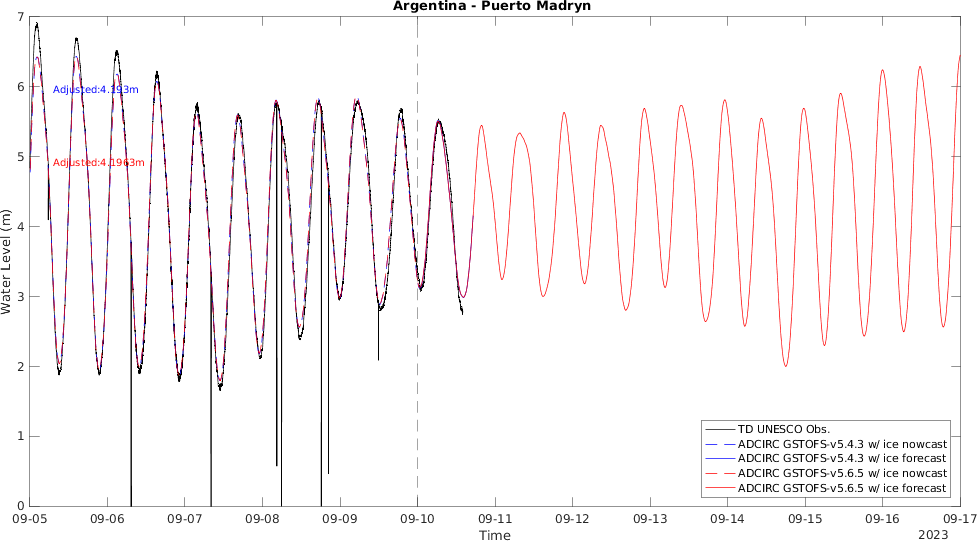 Argentina - Puerto Madryn
7
6
5
4
3
2
1
0
Water Level (m)
Adjusted:4.193m
Adjusted:4.1963m
TD UNESCO Obs.
ADCIRC GSTOFS-v5.4.3 w/ ice nowcast
ADCIRC GSTOFS-v5.4.3 w/ ice forecast
ADCIRC GSTOFS-v5.6.5 w/ ice nowcast
ADCIRC GSTOFS-v5.6.5 w/ ice forecast
09-05 09-06 09-07 09-08 09-09 09-10 09-11 09-12 09-13 09-14 09-15 09-16 09-17
Time
2023